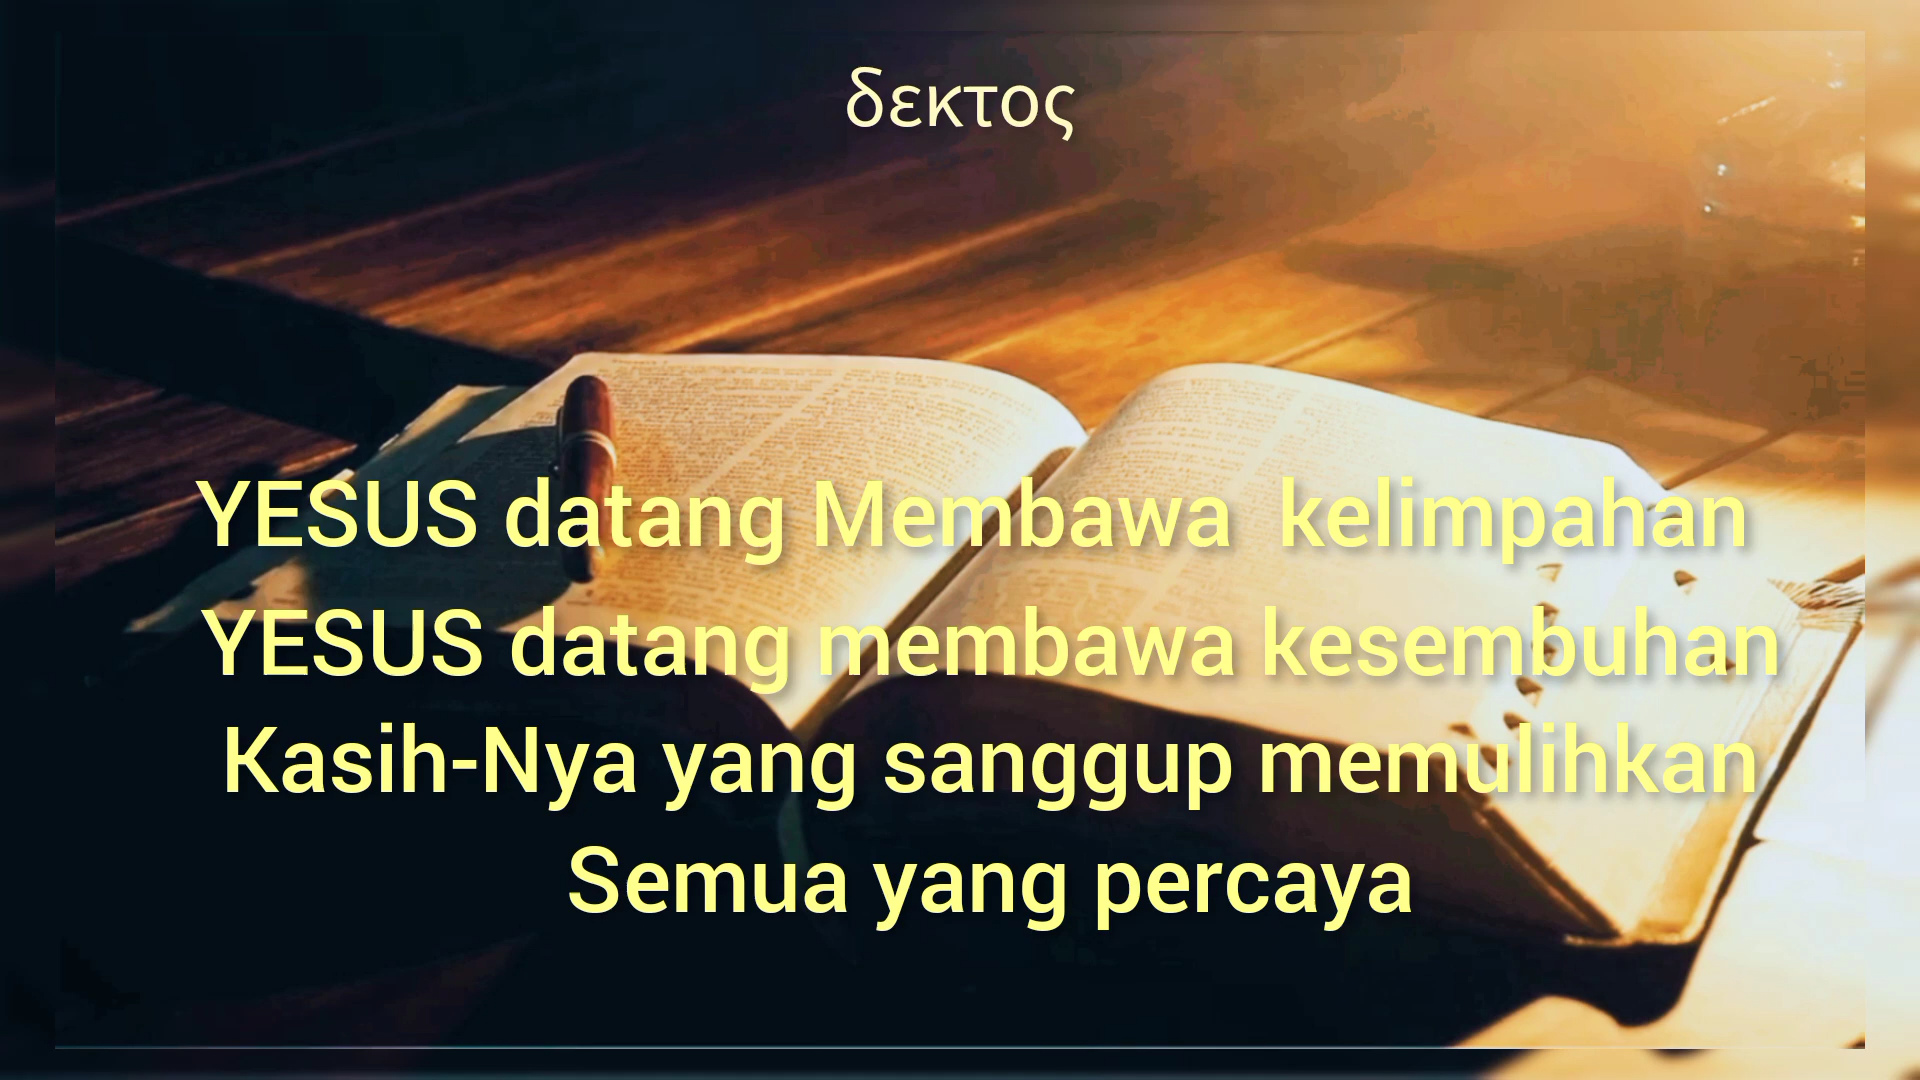 δεκτος
YESUS datang Membawa  kelimpahan
YESUS datang membawa kesembuhan
Kasih-Nya yang sanggup memulihkan
Semua yang percaya